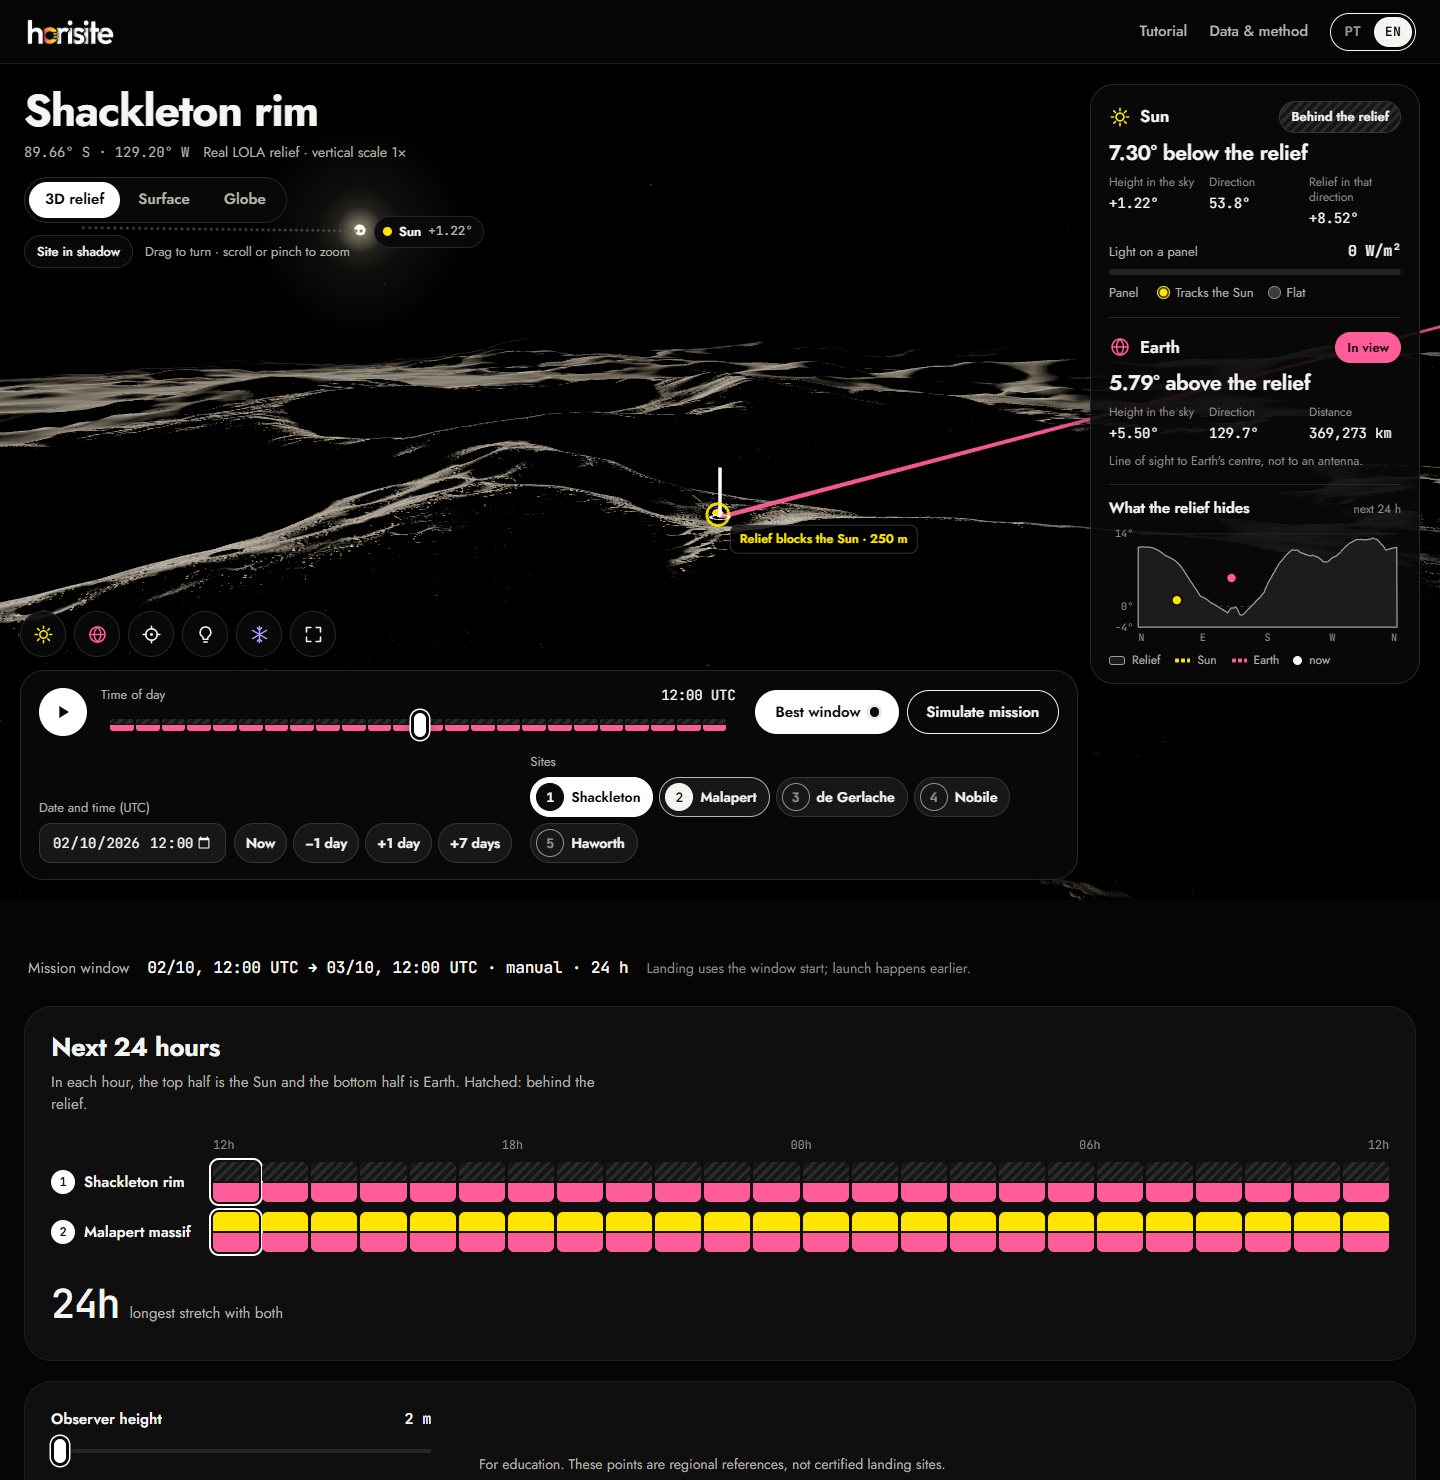 horisite
Tutorial
Data & method
PT
EN
Shackleton rim
89.66° S · 129.20° W Real LOLA relief · vertical scale 1×
3D relief
Surface
Globe
Sun +1.22°
Site in shadow
Drag to turn · scroll or pinch to zoom
Relief blocks the Sun · 250 m
Sun
Behind the relief
7.30° below the relief
Height in the sky
+1.22°
Direction
53.8°
Relief in that
direction
+8.52°
Light on a panel
0 W/m²
Panel
Tracks the Sun
Flat
Earth
In view
5.79° above the relief
Height in the sky
+5.50°
Direction
129.7°
Distance
369,273 km
Line of sight to Earth's centre, not to an antenna.
What the relief hides
next 24 h
14°
0°
-4°
N E S W N
Relief
Sun
Earth
now
Time of day
12:00 UTC
Best window
Simulate mission
Date and time (UTC)
02/10/2026 12:00
Now
−1 day
+1 day
+7 days
Sites
1 Shackleton
2 Malapert
3 de Gerlache
4 Nobile
5 Haworth
Mission window 02/10, 12:00 UTC → 03/10, 12:00 UTC · manual · 24 h Landing uses the window start; launch happens earlier.
Next 24 hours
In each hour, the top half is the Sun and the bottom half is Earth. Hatched: behind the
relief.
12h 18h 00h 06h 12h
1 Shackleton rim
2 Malapert massif
24h longest stretch with both
Observer height
2 m
For education. These points are regional references, not certified landing sites.